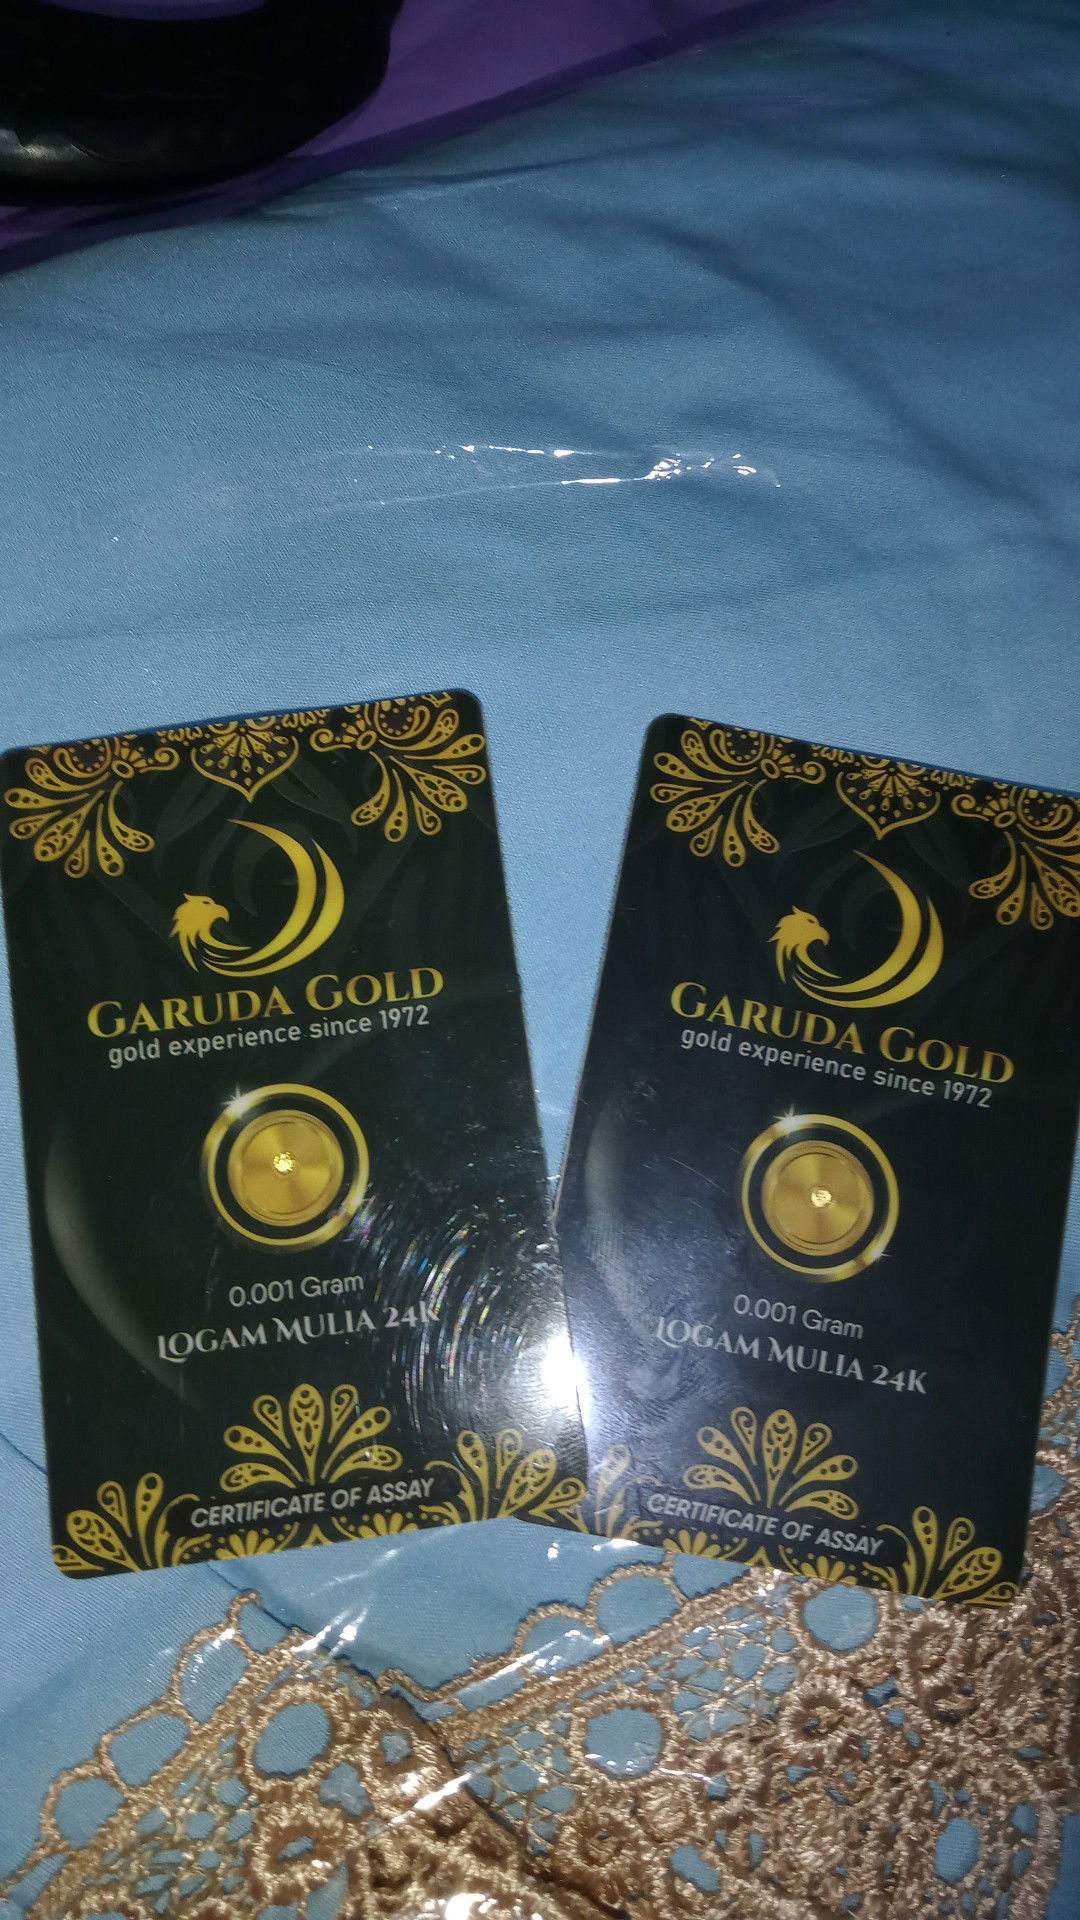 GARUDA GOLD
gold experience since 1972
0.001 Gram
LOGAM MULIA 24K
CERTIFICATE OF ASSAY
GARUDA GOLD
gold experience since 1972
0.001 Gram
LOGAM MULIA 24K
CERTIFICATE OF ASSAY